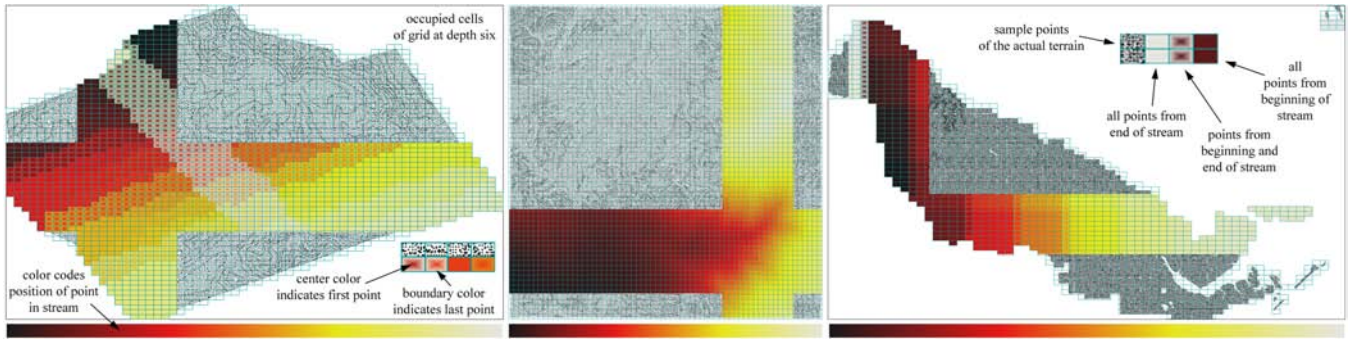 occupied cells
of grid at depth six
color codes
position of point
in stream
center color
indicates first point
boundary color
indicates last point
sample points
of the actual terrain
all
points from
beginning of
stream
all points from
end of stream
points from
beginning and
end of stream